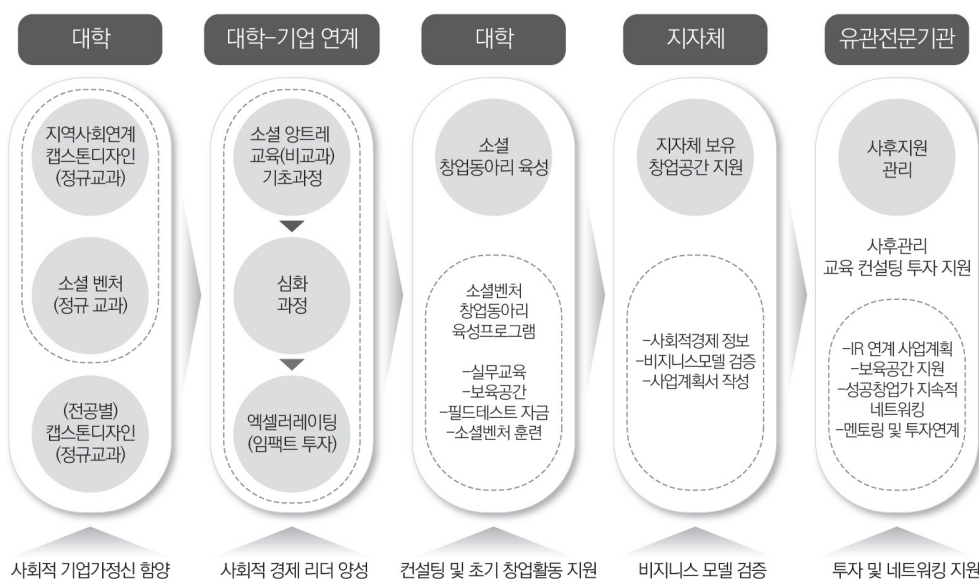 대학
지역사회연계
캡스톤디자인
(정규교과)
소셜 벤처
(정규 교과)
(전공별)
캡스톤디자인
(정규교과)
사회적 기업가정신 함양
대학-기업 연계
소셜 앙트레
교육(비교과)
기초과정
심화
과정
엑셀러레이팅
(임팩트 투자)
사회적 경제 리더 양성
대학
소셜
창업동아리 육성
소셜벤처
창업동아리
육성프로그램
-실무교육
-보육공간
-필드테스트 자금
-소셜벤처 훈련
컨설팅 및 초기 창업활동 지원
지자체
지자체 보유
창업공간 지원
-사회적경제 정보
-비지니스모델 검증
-사업계획서 작성
비지니스 모델 검증
유관전문기관
사후지원
관리
사후관리
교육 컨설팅 투자 지원
-IR 연계 사업계획
-보육공간 지원
-성공창업가 지속적
네트워킹
-멘토링 및 투자연계
투자 및 네트워킹 지원